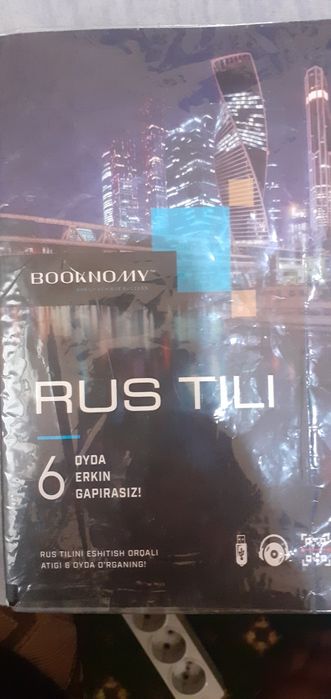 BOOKNOMY
RUS TILI
6 OYDA
ERKIN
GAPIRASIZ!
RUS TILINI ESHITISH ORQALI
ATIGI 6 OYDA O'RGANING!